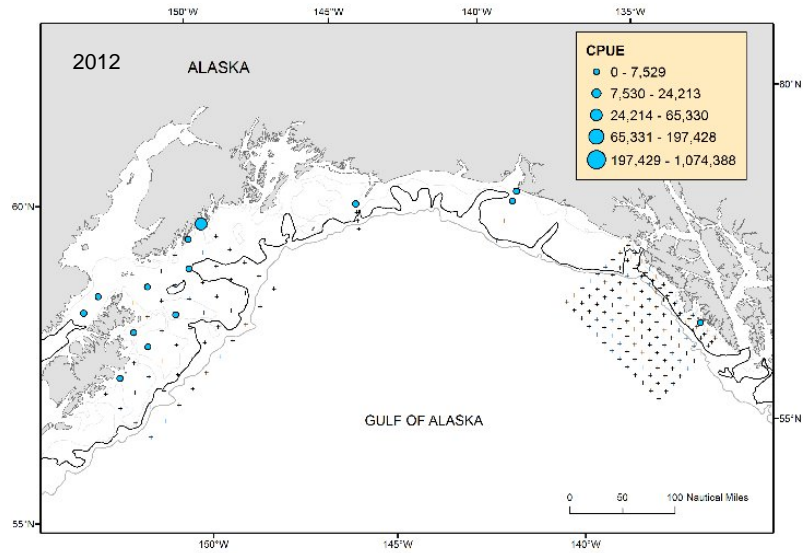 150°W 145°W 140°W 135°W
2012
ALASKA
CPUE
0 - 7,529
7,530 - 24,213
24,214 - 65,330
65,331 - 197,428
197,429 - 1,074,388
60°N
60°N
GULF OF ALASKA
55°N
0 50 100 Nautical Miles
55°N
150°W 145°W 140°W